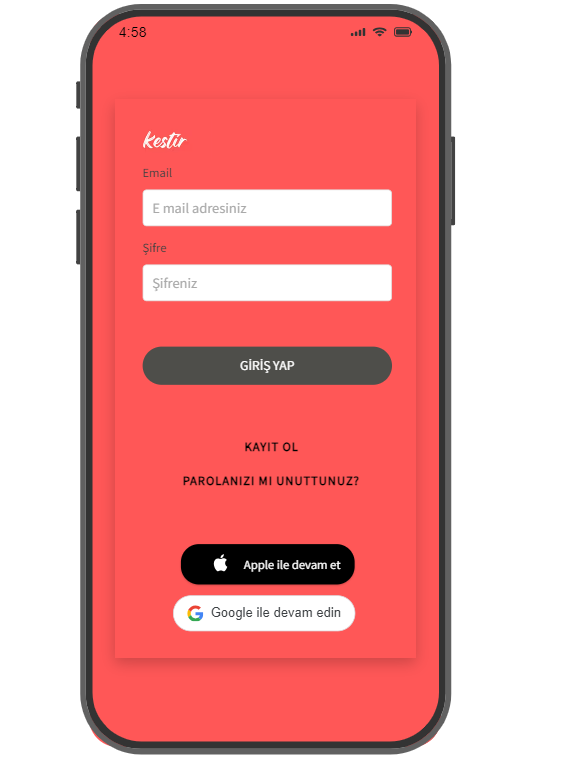 4:58
Kestir
Email
E mail adresiniz
Şifre
Şifreniz
GİRİŞ YAP
KAYIT OL
PAROLANIZI MI UNUTTUNUZ?
Apple ile devam et
Google ile devam edin